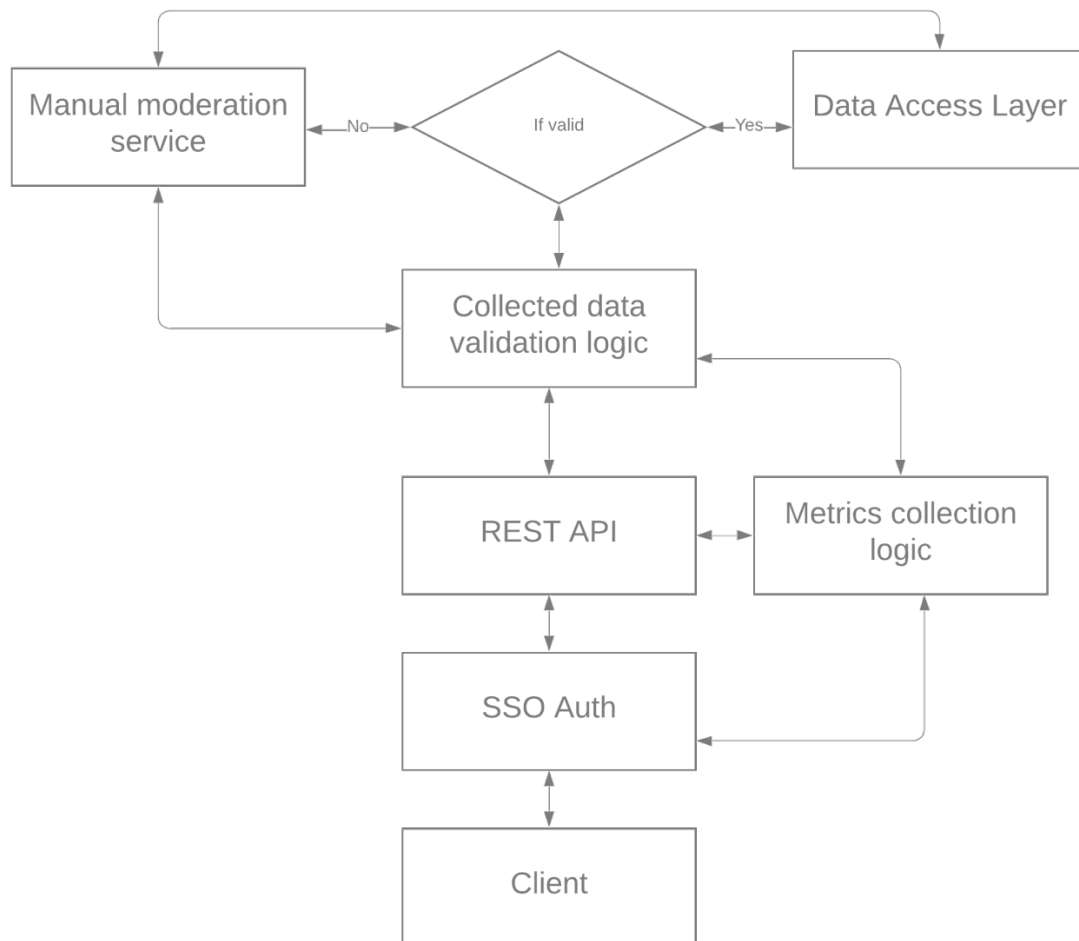 Manual moderation
service
No
If valid
Yes
Data Access Layer
Collected data
validation logic
REST API
Metrics collection
logic
SSO Auth
Client